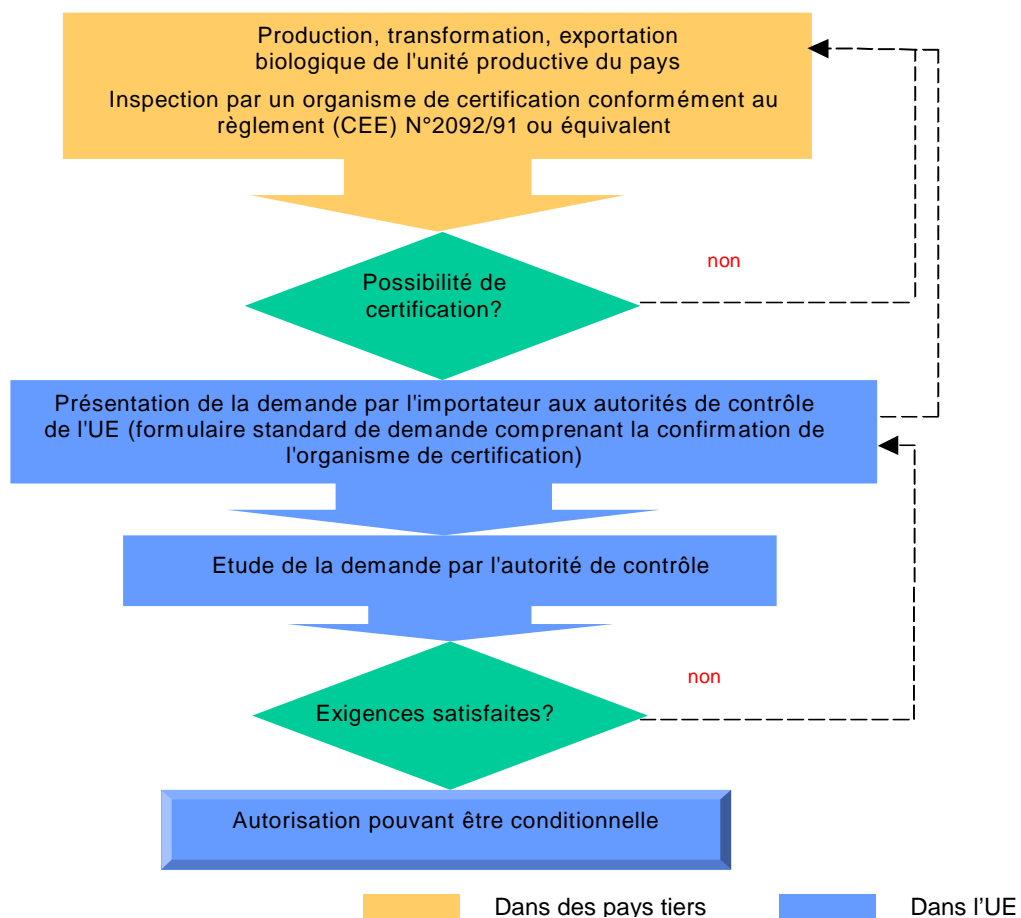 Production, transformation, exportation
biologique de l'unité productive du pays
Inspection par un organisme de certification conformément au
règlement (CEE) N°2092/91 ou équivalent
non
Possibilité de
certification?
Présentation de la demande par l'importateur aux autorités de contrôle
de l'UE (formulaire standard de demande comprenant la confirmation de
l'organisme de certification)
Etude de la demande par l'autorité de contrôle
non
Exigences satisfaites?
Autorisation pouvant être conditionnelle
Dans des pays tiers
Dans l'UE